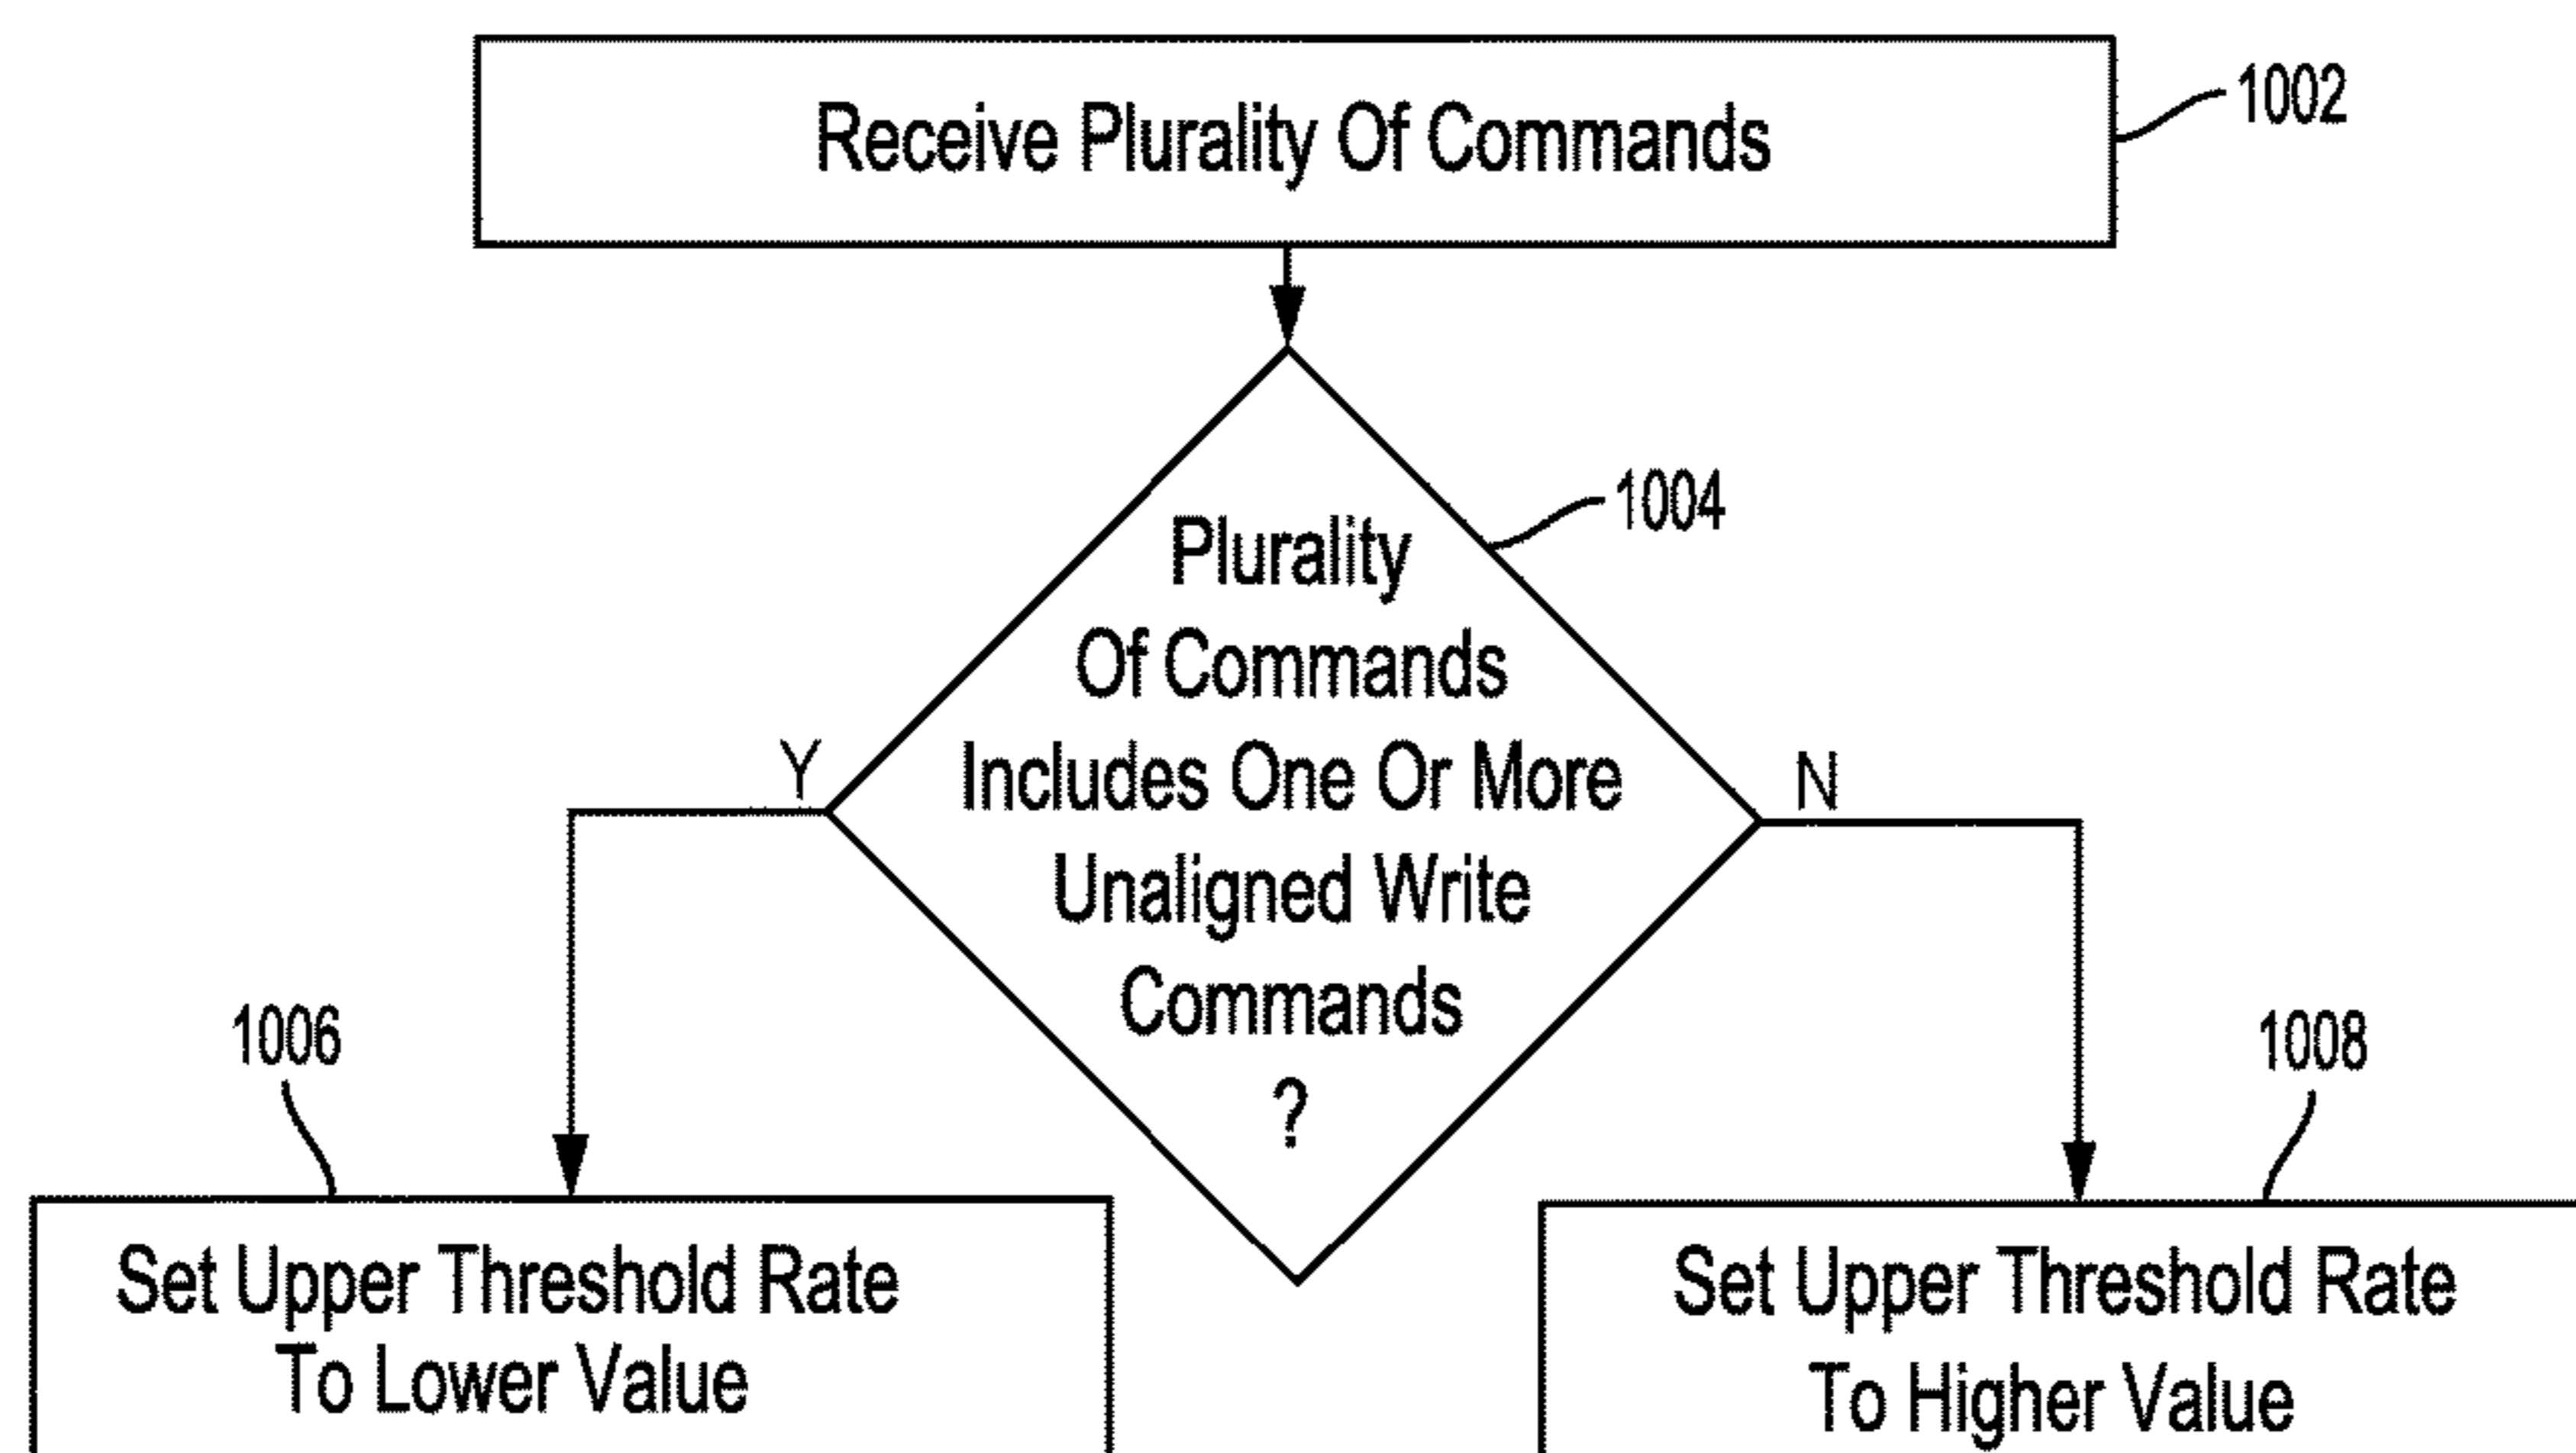 Receive Plurality Of Commands
1002
1004
Plurality
Of Commands
Includes One Or More
Unaligned Write
Commands
?
Y
N
1006
1008
Set Upper Threshold Rate
To Lower Value
Set Upper Threshold Rate
To Higher Value